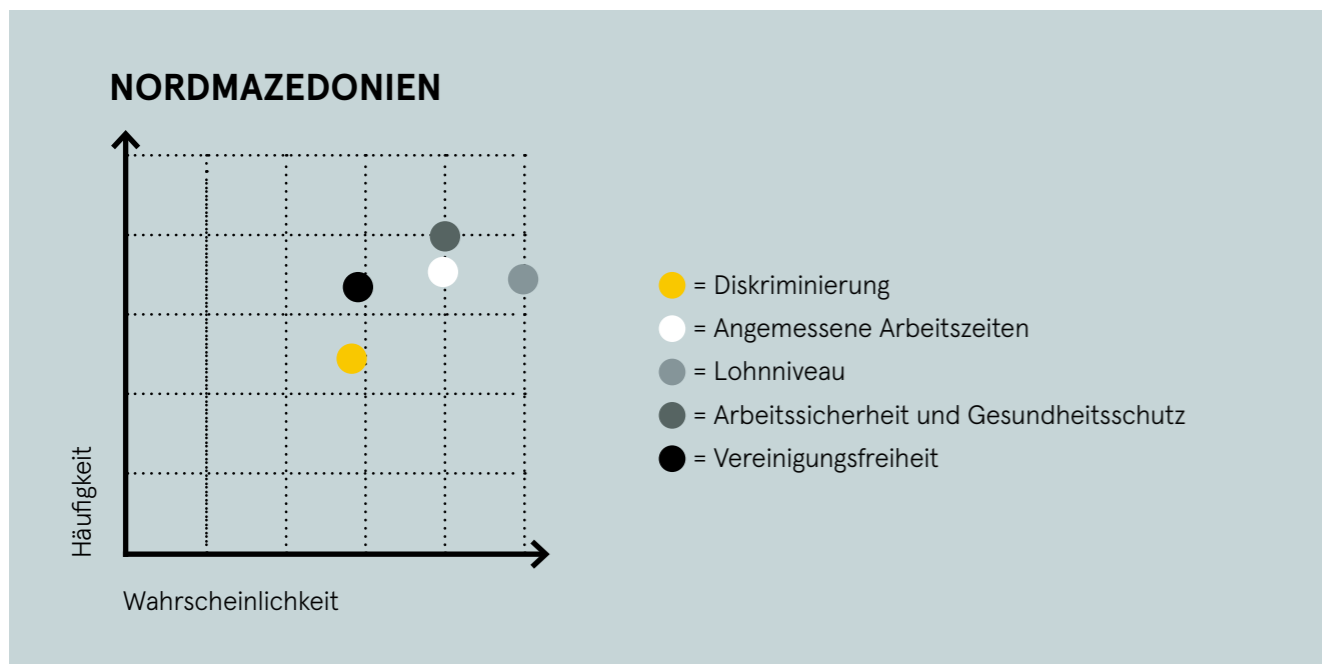 NORDMAZEDONIEN
Häufigkeit
Wahrscheinlichkeit
= Diskriminierung
= Angemessene Arbeitszeiten
= Lohnniveau
= Arbeitssicherheit und Gesundheitsschutz
= Vereinigungsfreiheit